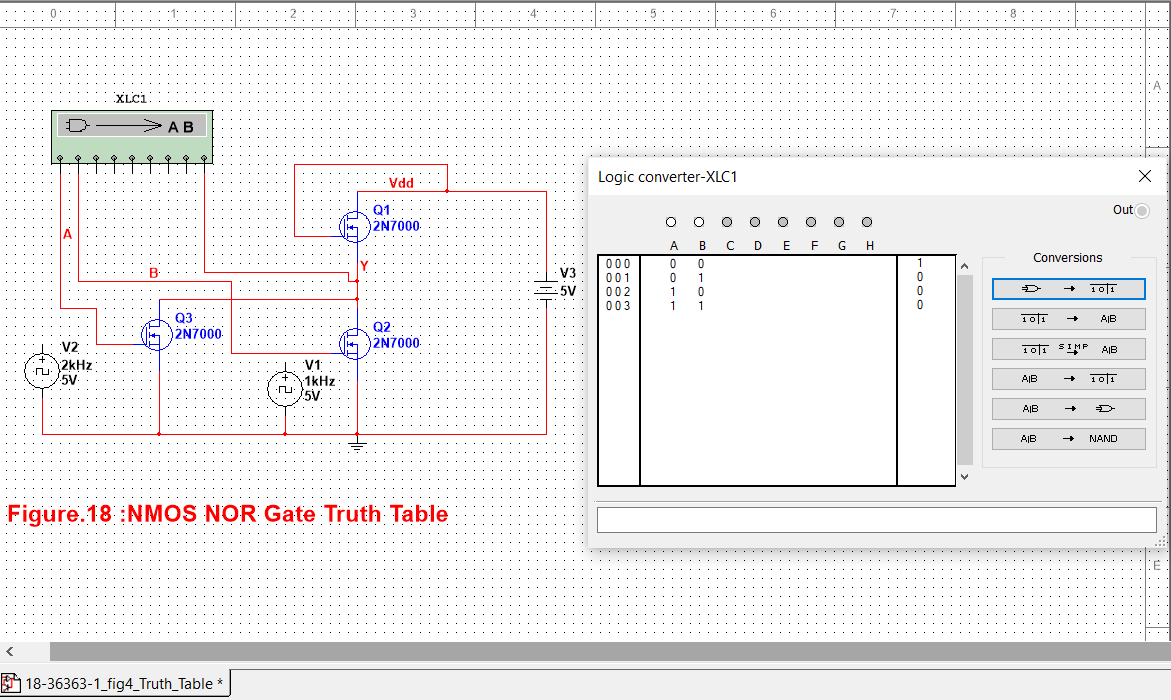 0 1 2 3 4 5 6 7 8
A
XLC1
A B
Vdd
Q1
2N7000
A
B
Y
V3
5V
Q3
2N7000
Q2
2N7000
V2
2kHz
5V
V1
1kHz
5V
Figure.18 :NMOS NOR Gate Truth Table
E
Logic converter-XLC1
Out
A B C D E F G H
000 0 0 1
001 0 1 0
002 1 0 0
003 1 1 0
Conversions
→ 1 0 1
1 0 1 → A|B
1 0 1 SIMP → A|B
A|B → 1 0 1
A|B →
A|B → NAND
18-36363-1_fig4_Truth_Table *